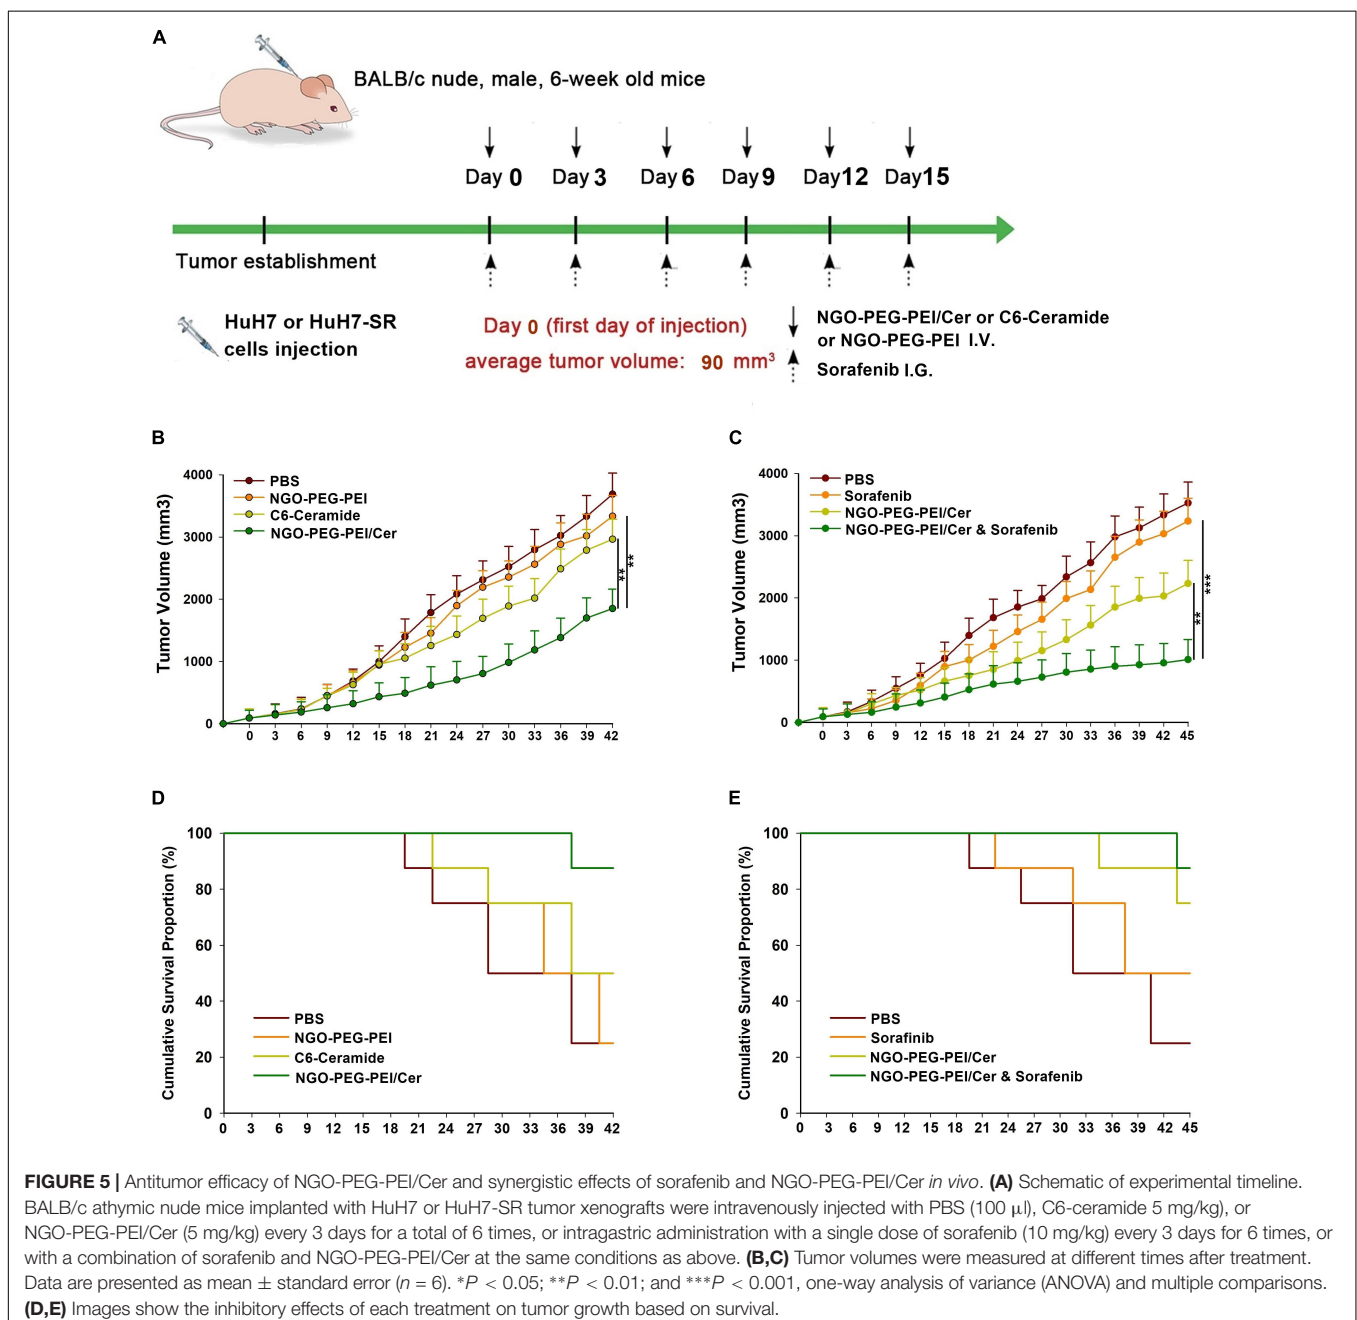 A
BALB/c nude, male, 6-week old mice
Day 0 Day 3 Day 6 Day 9 Day12 Day15
Tumor establishment
HuH7 or HuH7-SR
cells injection
Day 0 (first day of injection)
average tumor volume: 90 mm³
NGO-PEG-PEI/Cer or C6-Ceramide
or NGO-PEG-PEI I.V.
Sorafenib I.G.
B
Tumor Volume (mm3)
4000
3000
2000
1000
0
PBS
NGO-PEG-PEI
C6-Ceramide
NGO-PEG-PEI/Cer
**
**
0 3 6 9 12 15 18 21 24 27 30 33 36 39 42
C
Tumor Volume (mm3)
4000
3000
2000
1000
0
PBS
Sorafenib
NGO-PEG-PEI/Cer
NGO-PEG-PEI/Cer & Sorafenib
**
***
0 3 6 9 12 15 18 21 24 27 30 33 36 39 42 45
D
Cumulative Survival Proportion (%)
100
80
60
40
20
0
PBS
NGO-PEG-PEI
C6-Ceramide
NGO-PEG-PEI/Cer
0 3 6 9 12 15 18 21 24 27 30 33 36 39 42
E
Cumulative Survival Proportion (%)
100
80
60
40
20
0
PBS
Sorafinib
NGO-PEG-PEI/Cer
NGO-PEG-PEI/Cer & Sorafenib
0 3 6 9 12 15 18 21 24 27 30 33 36 39 42 45
FIGURE 5 | Antitumor efficacy of NGO-PEG-PEI/Cer and synergistic effects of sorafenib and NGO-PEG-PEI/Cer in vivo. (A) Schematic of experimental timeline.
BALB/c athymic nude mice implanted with HuH7 or HuH7-SR tumor xenografts were intravenously injected with PBS (100 μl), C6-ceramide 5 mg/kg), or
NGO-PEG-PEI/Cer (5 mg/kg) every 3 days for a total of 6 times, or intragastric administration with a single dose of sorafenib (10 mg/kg) every 3 days for 6 times, or
with a combination of sorafenib and NGO-PEG-PEI/Cer at the same conditions as above. (B,C) Tumor volumes were measured at different times after treatment.
Data are presented as mean ± standard error (n = 6). *P < 0.05; **P < 0.01; and ***P < 0.001, one-way analysis of variance (ANOVA) and multiple comparisons.
(D,E) Images show the inhibitory effects of each treatment on tumor growth based on survival.